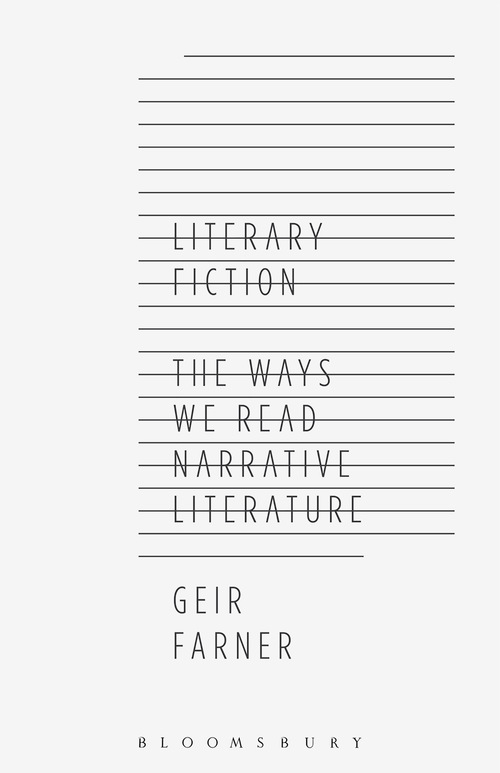 LITERARY
FICTION
THE WAYS
WE READ
NARRATIVE
LITERATURE
GEIR
FARNER
BLOOMSBURY